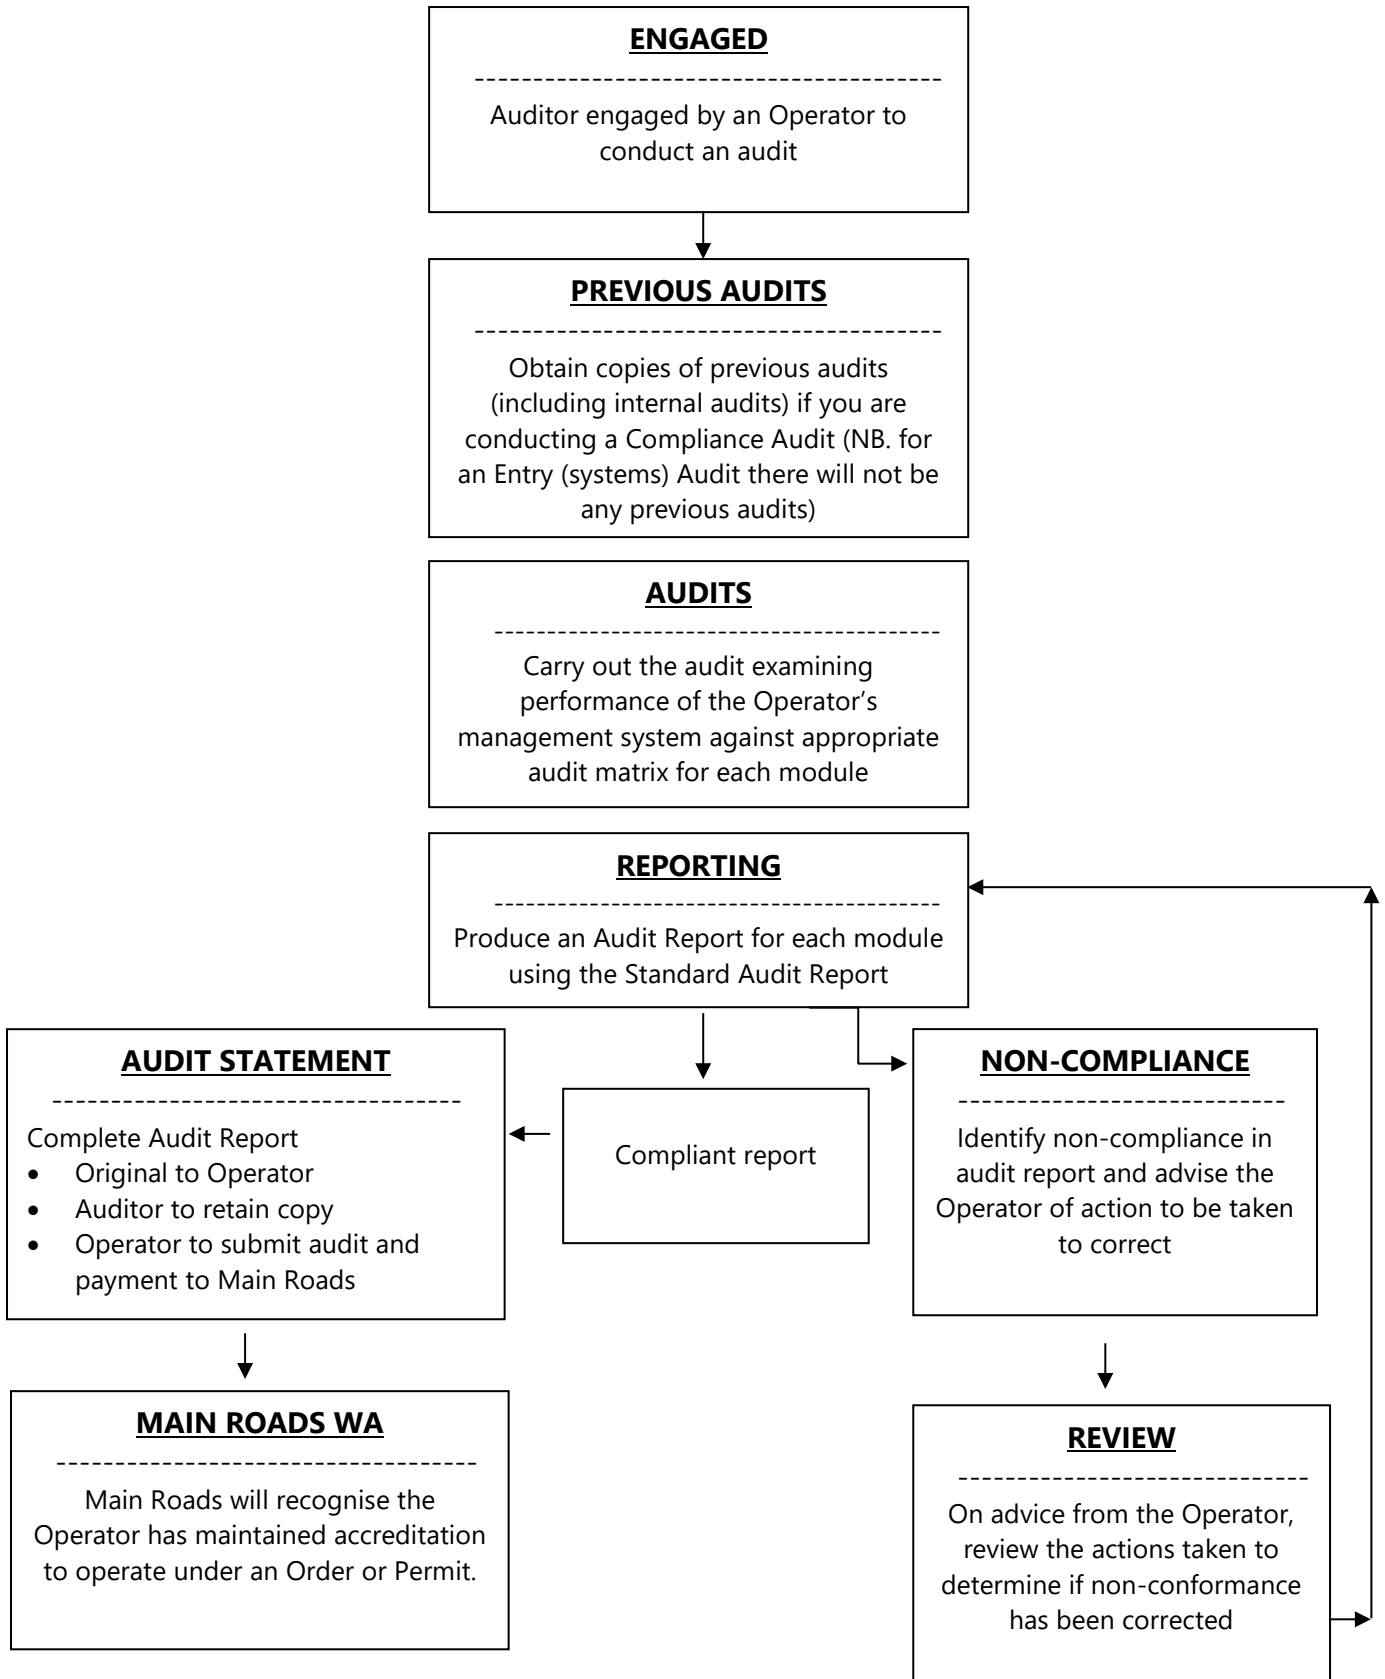 ENGAGED
Auditor engaged by an Operator to
conduct an audit
PREVIOUS AUDITS
Obtain copies of previous audits
(including internal audits) if you are
conducting a Compliance Audit (NB. for
an Entry (systems) Audit there will not be
any previous audits)
AUDITS
Carry out the audit examining
performance of the Operator’s
management system against appropriate
audit matrix for each module
REPORTING
Produce an Audit Report for each module
using the Standard Audit Report
AUDIT STATEMENT
Complete Audit Report
• Original to Operator
• Auditor to retain copy
• Operator to submit audit and
payment to Main Roads
Compliant report
NON-COMPLIANCE
Identify non-compliance in
audit report and advise the
Operator of action to be taken
to correct
MAIN ROADS WA
Main Roads will recognise the
Operator has maintained accreditation
to operate under an Order or Permit.
REVIEW
On advice from the Operator,
review the actions taken to
determine if non-conformance
has been corrected